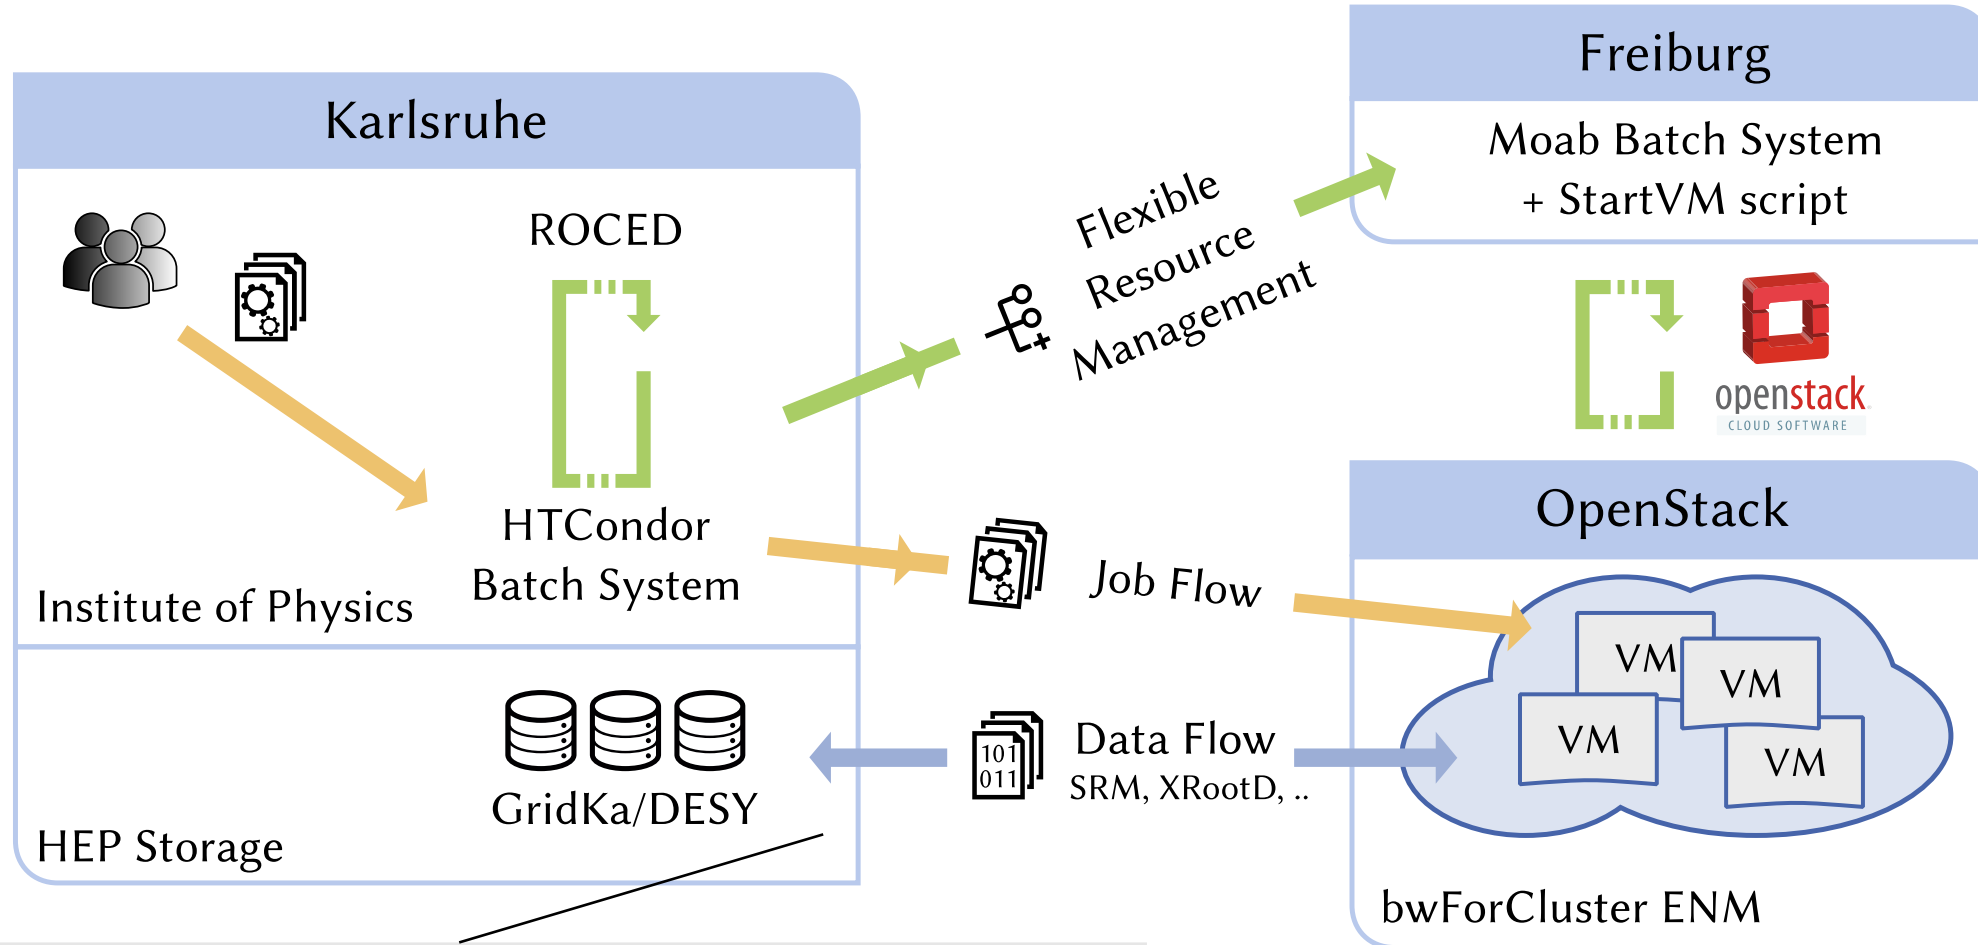 Karlsruhe
ROCED
HTCondor
Batch System
Institute of Physics
GridKa/DESY
HEP Storage
Flexible
Resource
Management
Job Flow
101
011
Data Flow
SRM, XRootD, ..
Freiburg
Moab Batch System
+ StartVM script
openstack
CLOUD SOFTWARE
OpenStack
VM
VM
VM
VM
bwForCluster ENM